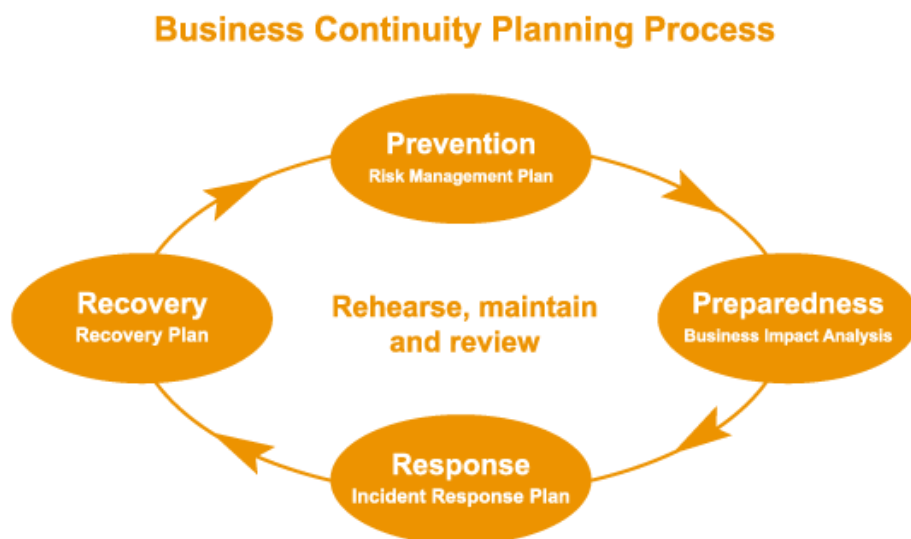 Business Continuity Planning Process
Prevention
Risk Management Plan
Preparedness
Business Impact Analysis
Rehearse, maintain
and review
Recovery
Recovery Plan
Response
Incident Response Plan